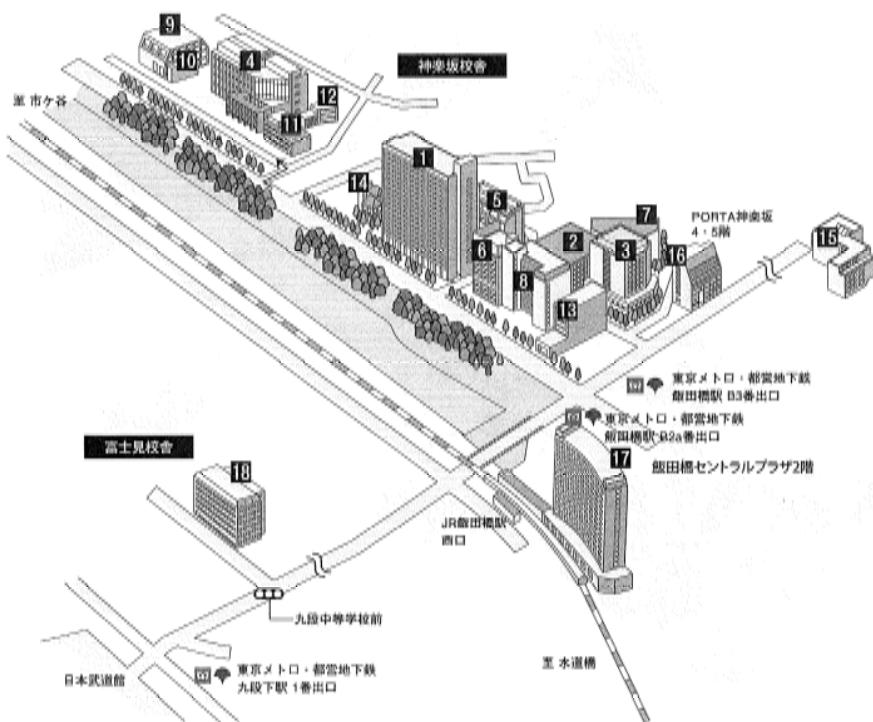 9
10
4
神楽坂校舎
至 市ケ谷
12
11
1
14
5
7
PORTA神楽坂
4・5階
6
2
3
16
15
8
13
東京メトロ・都営地下鉄
飯田橋駅 B3番出口
東京メトロ・都営地下鉄
飯田橋駅 B2a番出口
富士見校舎
18
17
飯田橋セントラルプラザ2階
JR飯田橋駅
西口
九段中等学校前
至 水道橋
日本武道館
東京メトロ・都営地下鉄
九段下駅 1番出口